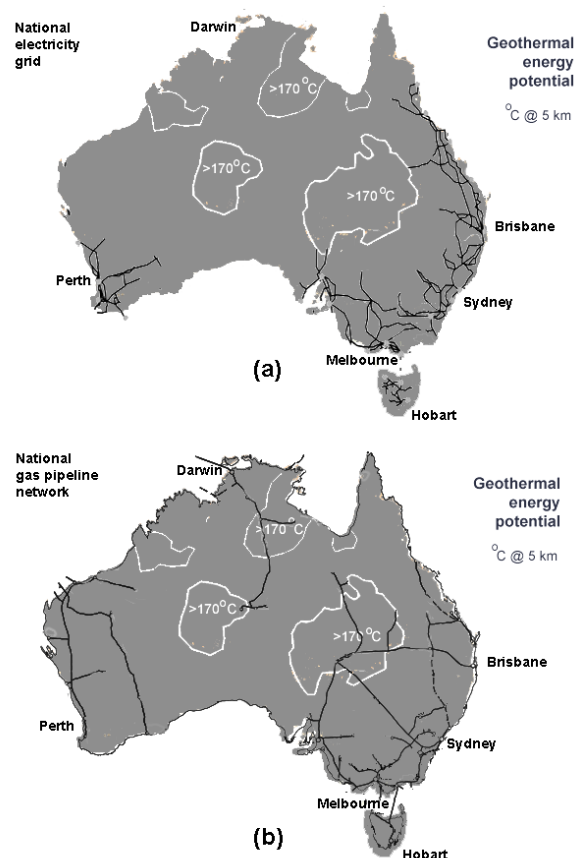 National
electricity
grid
Darwin
Geothermal
energy
potential
°C @ 5 km
>170°C
>170°C
>170°C
Brisbane
Perth
Sydney
Melbourne
(a)
Hobart
National
gas pipeline
network
Darwin
Geothermal
energy
potential
°C @ 5 km
>170°C
>170°C
>170°C
Brisbane
Perth
Sydney
Melbourne
(b)
Hobart